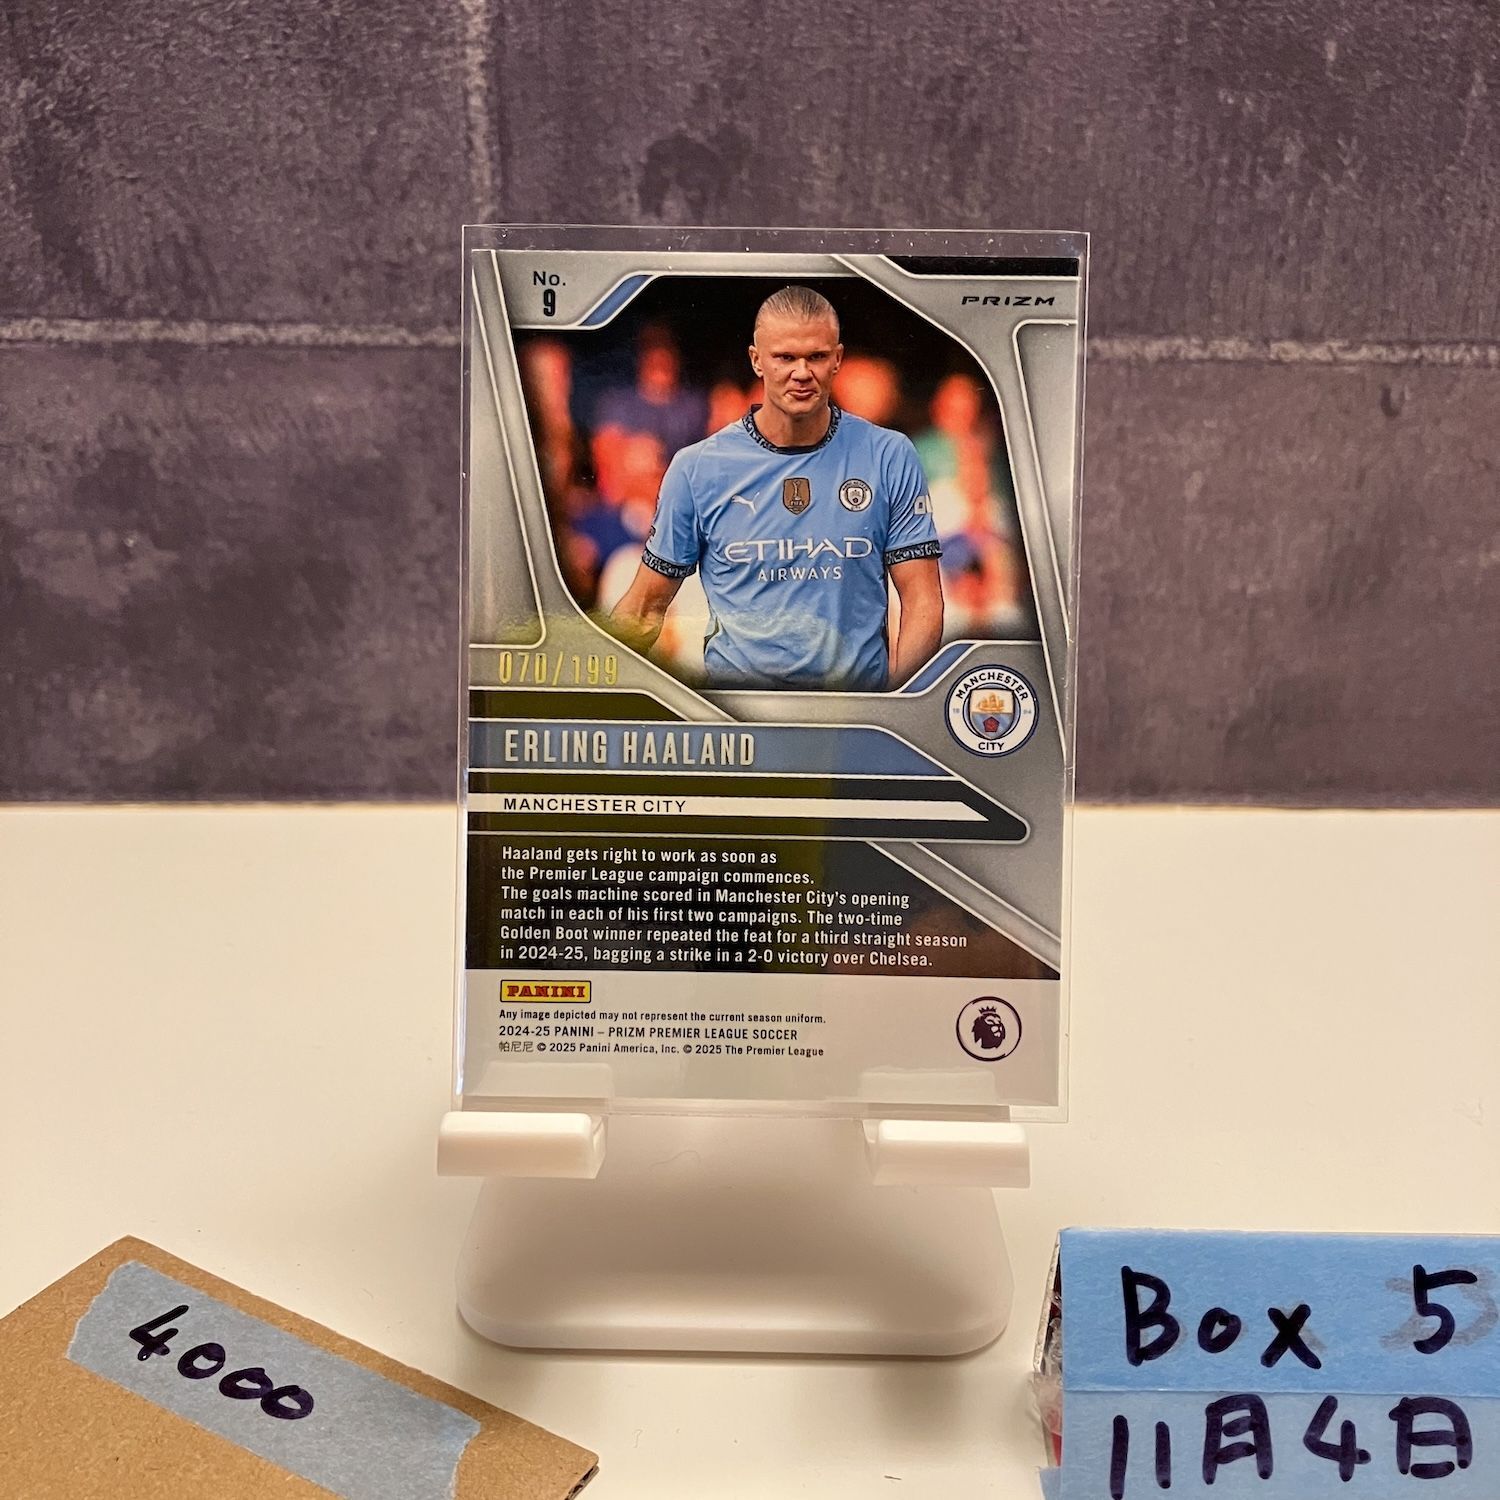 No.
9
PRIZM
ETIHAD
AIRWAYS
070/199
MANCHESTER
18 94
CITY
ERLING HAALAND
MANCHESTER CITY
Haaland gets right to work as soon as
the Premier League campaign commences.
The goals machine scored in Manchester City's opening
match in each of his first two campaigns. The two-time
Golden Boot winner repeated the feat for a third straight season
in 2024-25, bagging a strike in a 2-0 victory over Chelsea.
PANINI
Any image depicted may not represent the current season uniform.
2024-25 PANINI – PRIZM PREMIER LEAGUE SOCCER
帕尼尼 © 2025 Panini America, Inc. © 2025 The Premier League
4000
Box 5
11月4日